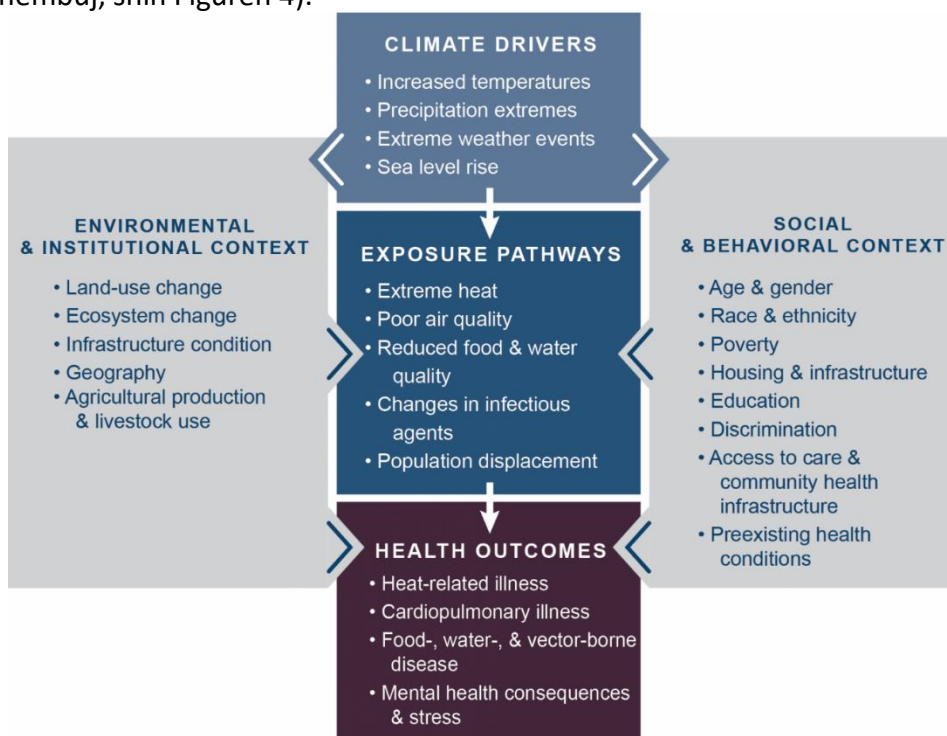 shih Figurën 4).
CLIMATE DRIVERS
• Increased temperatures
• Precipitation extremes
• Extreme weather events
• Sea level rise
ENVIRONMENTAL
& INSTITUTIONAL CONTEXT
• Land-use change
• Ecosystem change
• Infrastructure condition
• Geography
• Agricultural production
& livestock use
EXPOSURE PATHWAYS
• Extreme heat
• Poor air quality
• Reduced food & water
quality
• Changes in infectious
agents
• Population displacement
SOCIAL
& BEHAVIORAL CONTEXT
• Age & gender
• Race & ethnicity
• Poverty
• Housing & infrastructure
• Education
• Discrimination
• Access to care &
community health
infrastructure
• Preexisting health
conditions
HEALTH OUTCOMES
• Heat-related illness
• Cardiopulmonary illness
• Food-, water-, & vector-borne
disease
• Mental health consequences
& stress